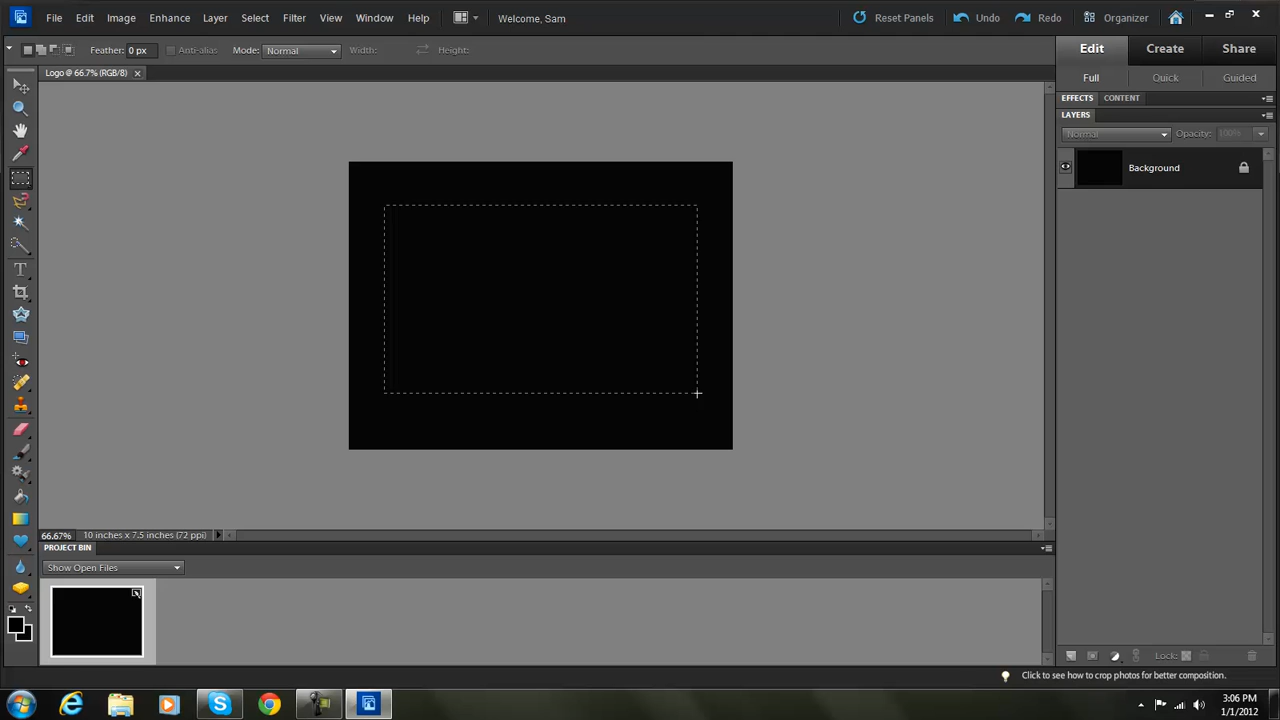 File Edit Image Enhance Layer Select Filter View Window Help Welcome, Sam Reset Panels Undo Redo Organizer
Feather: 0 px Anti-alias Mode: Normal Width: Height: Edit Create Share
Logo @ 66.7% (RGB/8)
Full Quick Guided
EFFECTS CONTENT
LAYERS
Normal Opacity: 100%
Background
66.67% 10 inches x 7.5 inches (72 ppi)
PROJECT BIN
Show Open Files
Lock:
Click to see how to crop photos for better composition.
3:06 PM
1/1/2012